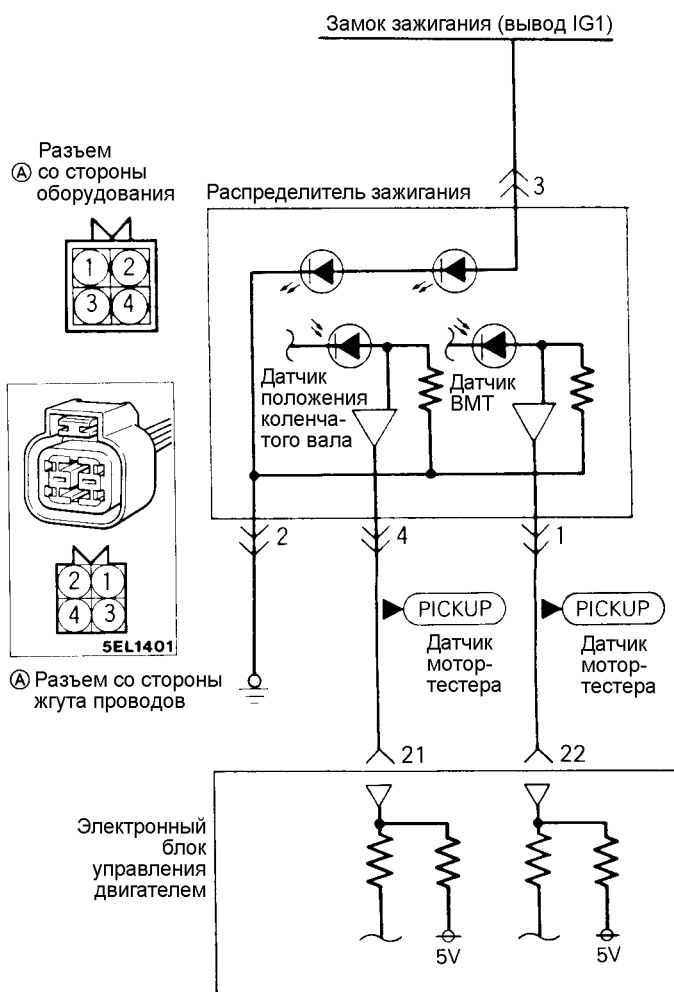 Замок зажигания (вывод IG1)
3
Разъем
Ⓐ со стороны
оборудования
1 2
3 4
Распределитель зажигания
Датчик
положения
коленча-
того вала
Датчик
ВМТ
2
4
1
2 1
4 3
5EL1401
Ⓐ Разъем со стороны
жгута проводов
PICKUP
Датчик
мотор-
тестера
PICKUP
Датчик
мотор-
тестера
21
22
Электронный
блок
управления
двигателем
5V
5V